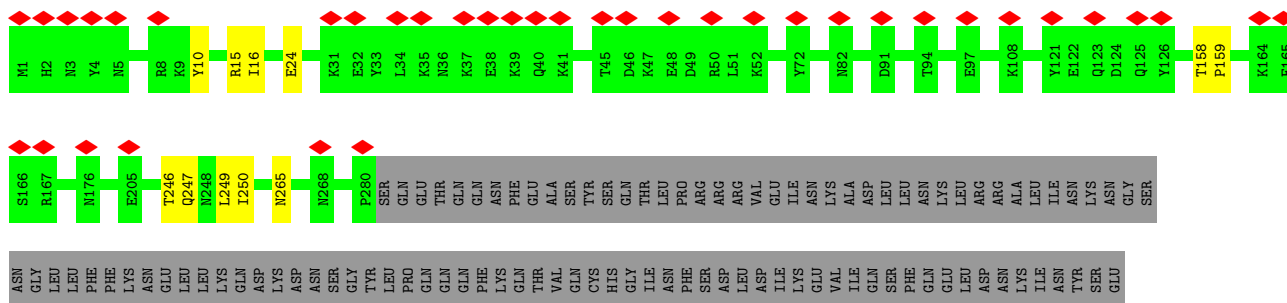 M1 H2 N3 Y4 N5 R8 K9 Y10 R15 I16 E24 K31 E32 Y33 L34 K35 N36 K37 E38 K39 Q40 K41 T45 D46 K47 E48 D49 R50 L51 K52 Y72 N82 D91 T94 E97 K108 Y121 E122 Q123 D124 Q125 Y126 T158 P159 K164 E165
S166 R167 N176 E205 T246 Q247 N248 L249 I250 N265 N268 P280 SER GLN GLU THR GLN GLN ASN PHE GLU ALA SER TYR SER GLN THR LEU PRO ARG ARG ARG VAL GLU ILE ASN LYS ALA ASP LEU LEU ASN LYS LEU ARG ARG ALA LEU ILE ASN LYS ASN GLY SER
ASN GLY LEU LEU PHE PHE LYS ASN GLU LEU LEU LYS GLN ASP LYS ASP ASN SER GLY TYR LEU PRO GLN GLN GLN PHE LYS GLN THR VAL GLN CYS HIS GLY ILE ASN PHE SER ASP LEU ASP ILE LYS GLU VAL ILE GLN SER PHE GLN GLU LEU ASP ASN LYS ILE ASN TYR SER GLU